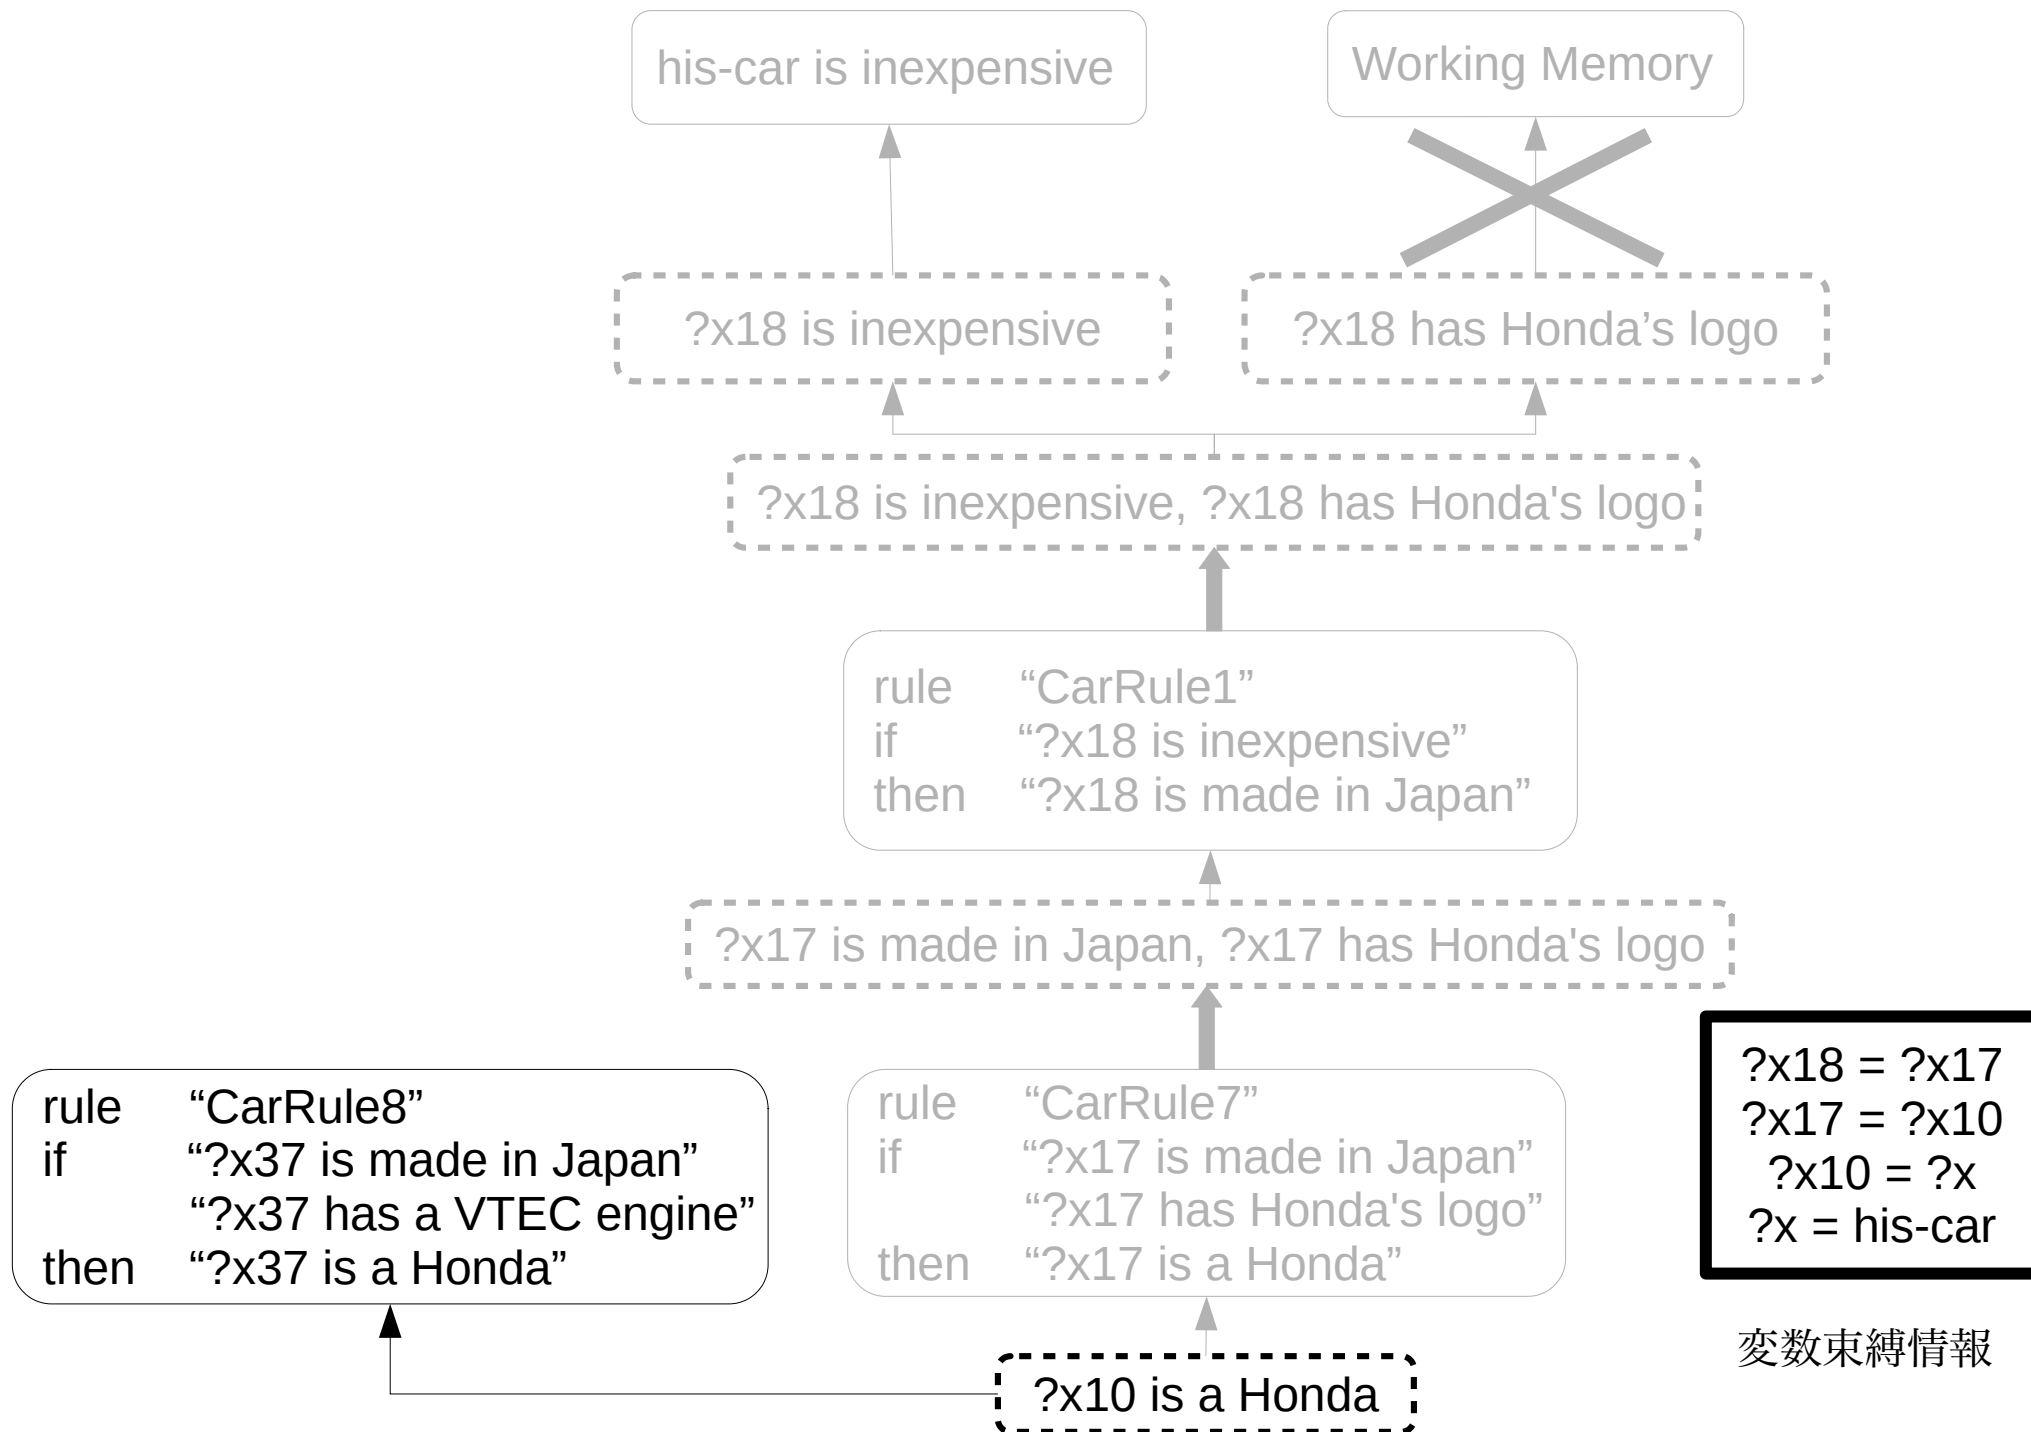 his-car is inexpensive
Working Memory
?x18 is inexpensive
?x18 has Honda’s logo
?x18 is inexpensive, ?x18 has Honda's logo
rule “CarRule1”
if “?x18 is inexpensive”
then “?x18 is made in Japan”
?x17 is made in Japan, ?x17 has Honda's logo
rule “CarRule8”
if “?x37 is made in Japan”
“?x37 has a VTEC engine”
then “?x37 is a Honda”
rule “CarRule7”
if “?x17 is made in Japan”
“?x17 has Honda's logo”
then “?x17 is a Honda”
?x18 = ?x17
?x17 = ?x10
?x10 = ?x
?x = his-car
変数束縛情報
?x10 is a Honda